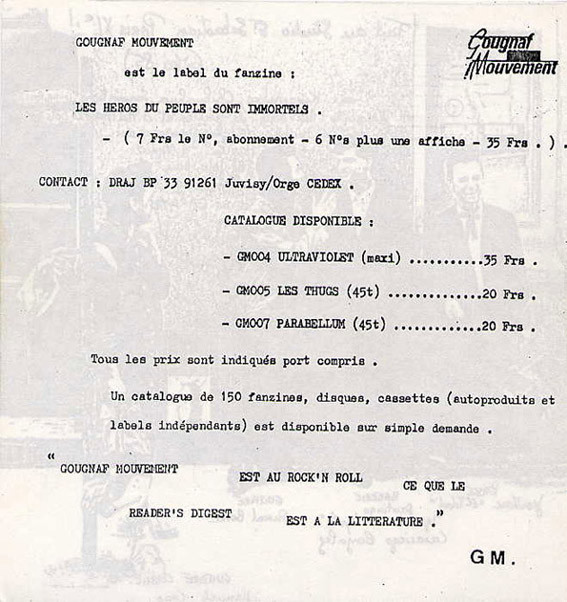 GOUGNAF MOUVEMENT
Gougnaf
Mouvement
est le label du fanzine :
LES HEROS DU PEUPLE SONT IMMORTELS .
- ( 7 Frs le N°, abonnement - 6 N°s plus une affiche - 35 Frs . ) .
CONTACT : DRAJ BP 33 91261 Juvisy/Orge CEDEX .
CATALOGUE DISPONIBLE :
- GM004 ULTRAVIOLET (maxi) ...........35 Frs .
- GM005 LES THUGS (45t) ..............20 Frs .
- GM007 PARABELLUM (45t) .............20 Frs .
Tous les prix sont indiqués port compris .
Un catalogue de 150 fanzines, disques, cassettes (autoproduits et
labels indépendants) est disponible sur simple demande .
“ GOUGNAF MOUVEMENT
EST AU ROCK'N ROLL
CE QUE LE
READER'S DIGEST
EST A LA LITTERATURE .”
GM.